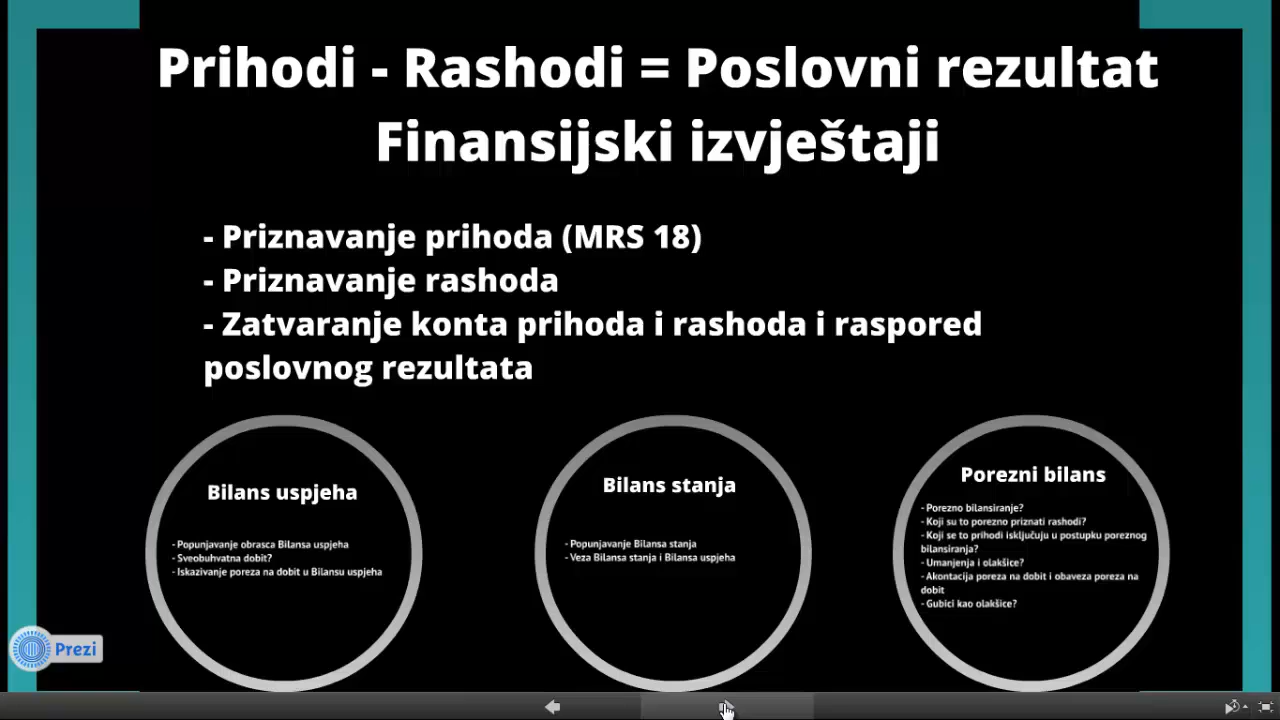 Prihodi - Rashodi = Poslovni rezultat
Finansijski izvještaji
- Priznavanje prihoda (MRS 18)
- Priznavanje rashoda
- Zatvaranje konta prihoda i rashoda i raspored
poslovnog rezultata
Bilans uspjeha
- Popunjavanje obrasca Bilansa uspjeha
- Sveobuhvatna dobit?
- Iskazivanje poreza na dobit u Bilansu uspjeha
Bilans stanja
- Popunjavanje Bilansa stanja
- Veza Bilansa stanja i Bilansa uspjeha
Porezni bilans
- Porezno bilansiranje?
- Koji su to porezno priznati rashodi?
- Koji se to prihodi isključuju u postupku poreznog
bilansiranja?
- Umanjenja i olakšice?
- Akontacija poreza na dobit i obaveza poreza na
dobit
- Gubici kao olakšice?
Prezi